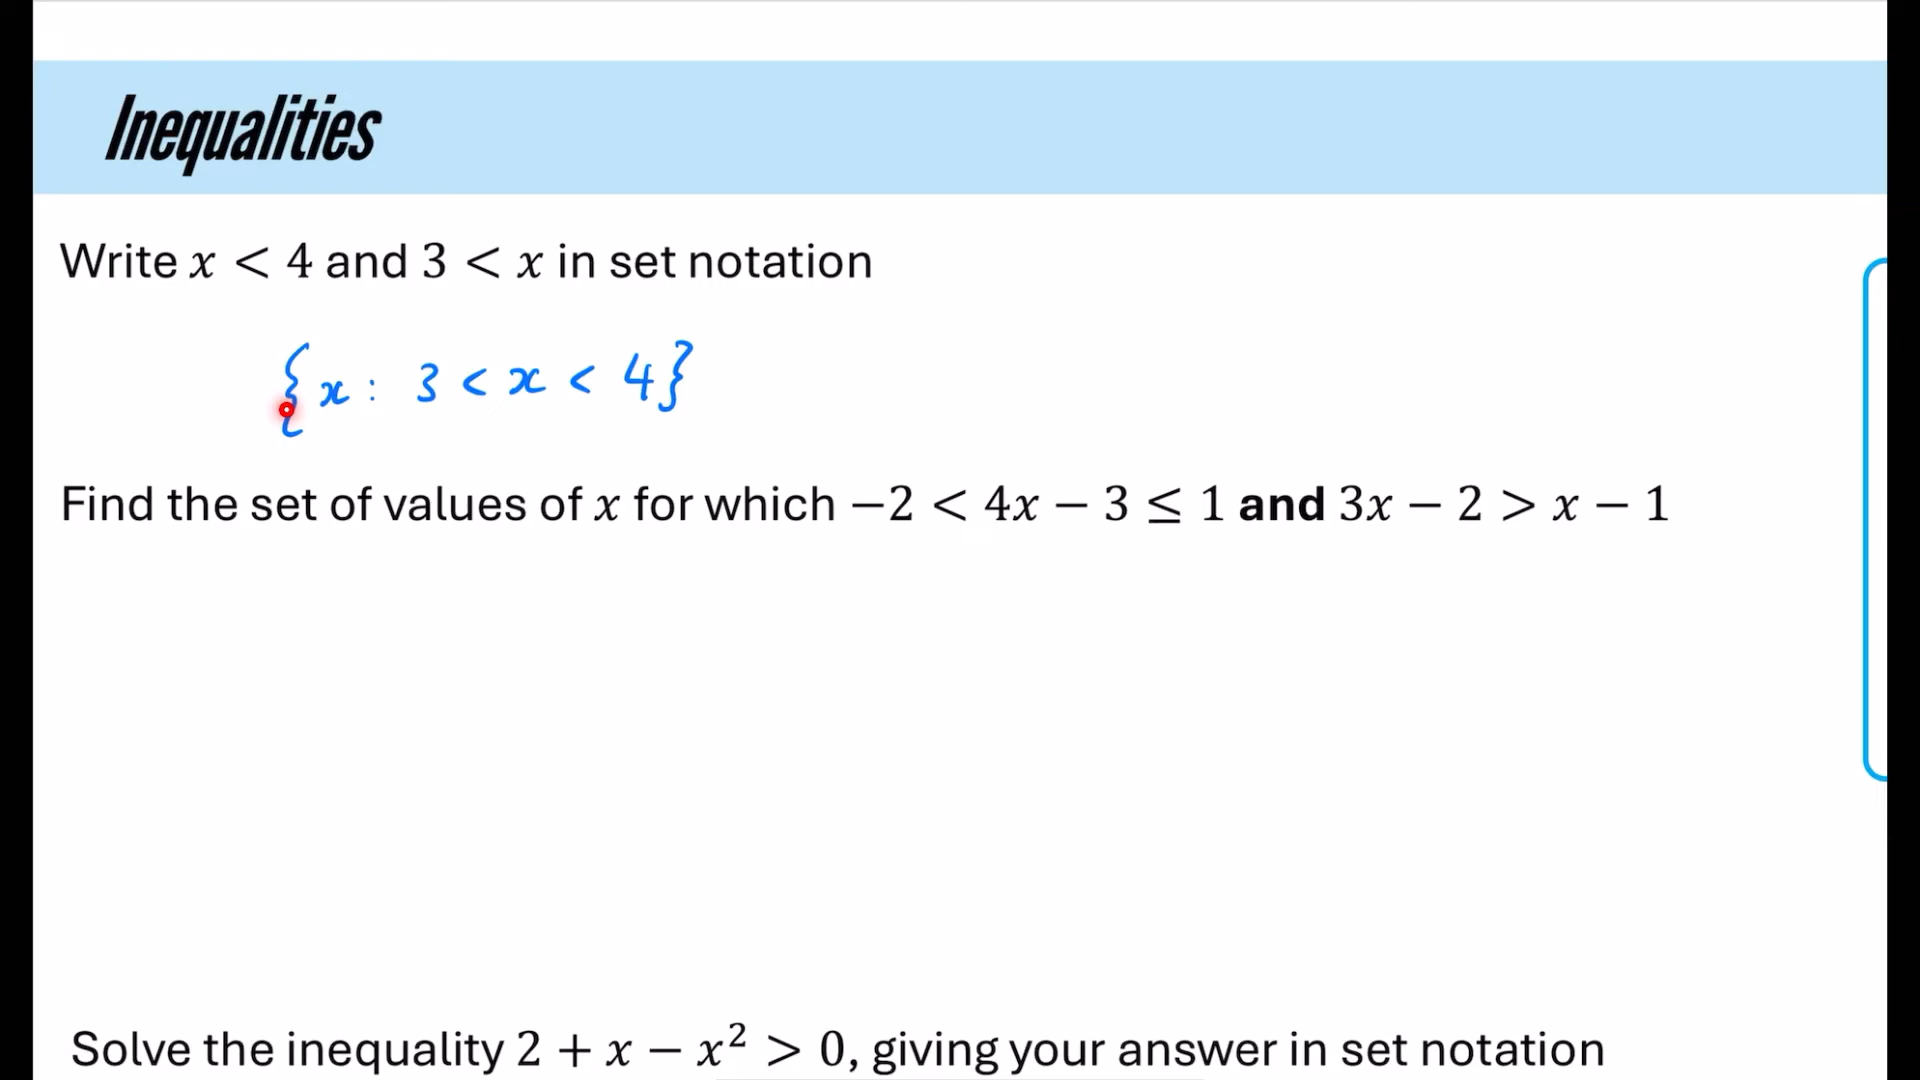 Inequalities
Write x < 4 and 3 < x in set notation
{x : 3 < x < 4}
Find the set of values of x for which −2 < 4x − 3 ≤ 1 and 3x − 2 > x − 1
Solve the inequality 2 + x − x² > 0, giving your answer in set notation